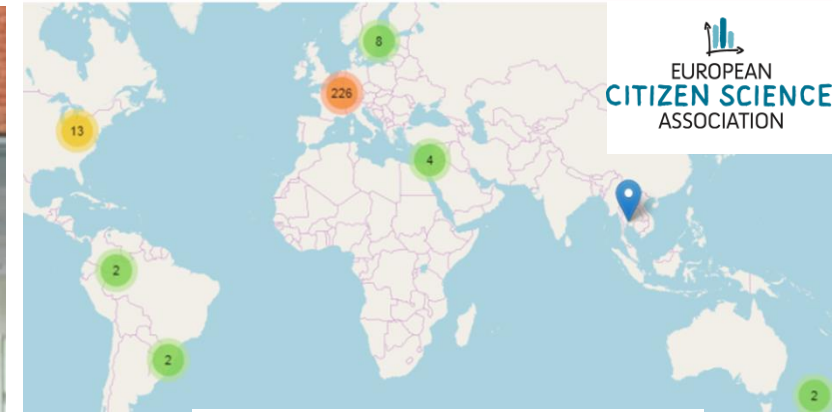 8
EUROPEAN
CITIZEN SCIENCE
ASSOCIATION
226
13
4
2
2
2